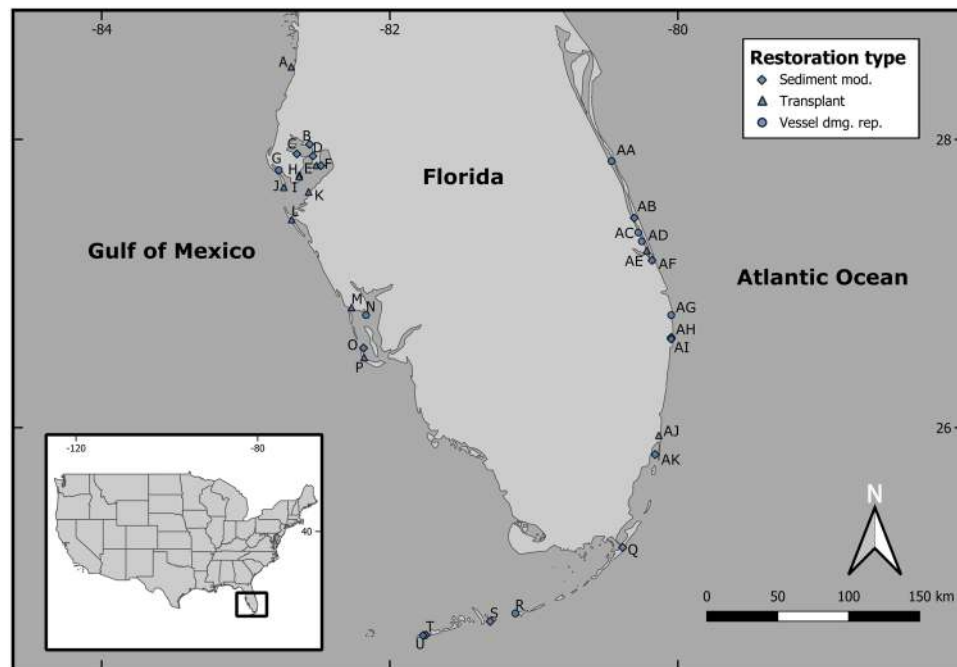 -84
-82
-80
Restoration type
Sediment mod.
Transplant
Vessel dmg. rep.
A
B
C
D
G
H
E
F
28
AA
J
I
K
Florida
L
AB
AC
AD
AE
AF
Gulf of Mexico
Atlantic Ocean
M
N
AG
O
AH
AI
P
AJ
26
AK
-120
-80
40
N
Q
0
50
100
150 km
S
R
T
U